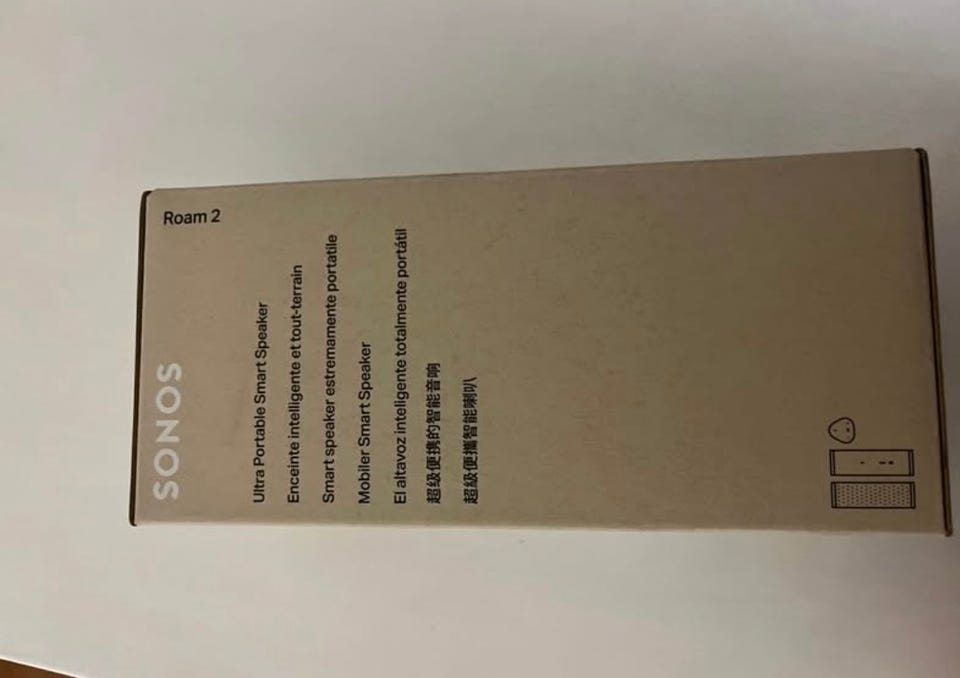 SONOS
Roam 2
Ultra Portable Smart Speaker
Enceinte intelligente et tout-terrain
Smart speaker estremamente portatile
Mobiler Smart Speaker
El altavoz inteligente totalmente portátil
超级便携的智能音响
超級便攜智能喇叭